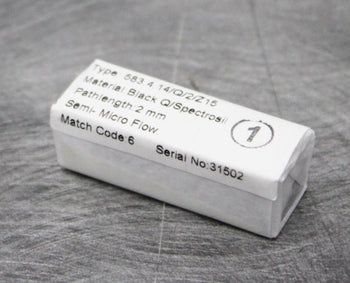 Type 583.4.14/Q/2/Z15
Material:Black Q/Spectrosil
Pathlength:2 mm
Semi- Micro Flow
Match Code 6 Serial No:31502
1